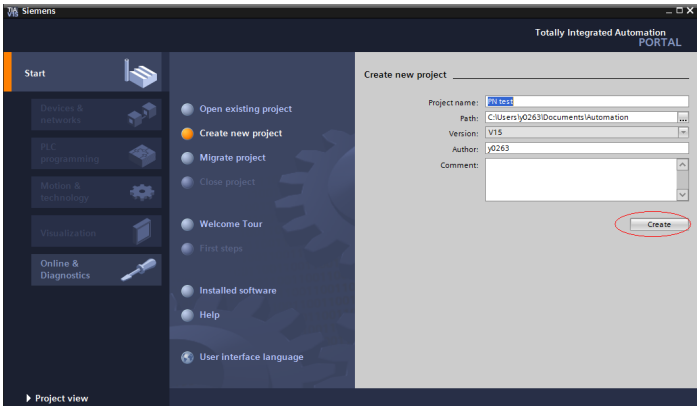 TIA
V15
Siemens
Totally Integrated Automation
PORTAL
Start
Devices &
networks
PLC
programming
Motion &
technology
Visualization
Online &
Diagnostics
Open existing project
Create new project
Migrate project
Close project
Welcome Tour
First steps
Installed software
Help
User interface language
Create new project
Project name: PN test
Path: C:\Users\y0263\Documents\Automation ...
Version: V15
Author: y0263
Comment:
Create
Project view